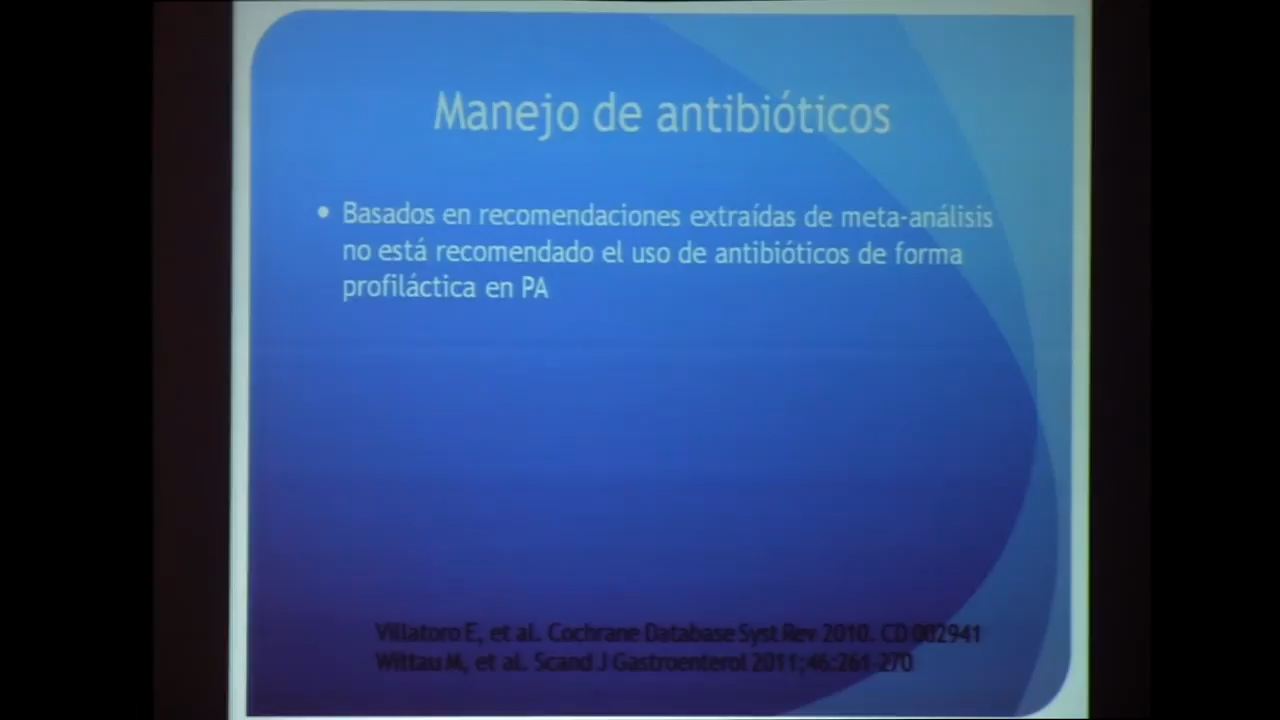 Manejo de antibióticos
• Basados en recomendaciones extraídas de meta-análisis
no está recomendado el uso de antibióticos de forma
profiláctica en PA
Villatoro E, et al. Cochrane Database Syst Rev 2010. CD 002941
Wittau M, et al. Scand J Gastroenterol 2011;46:261-270